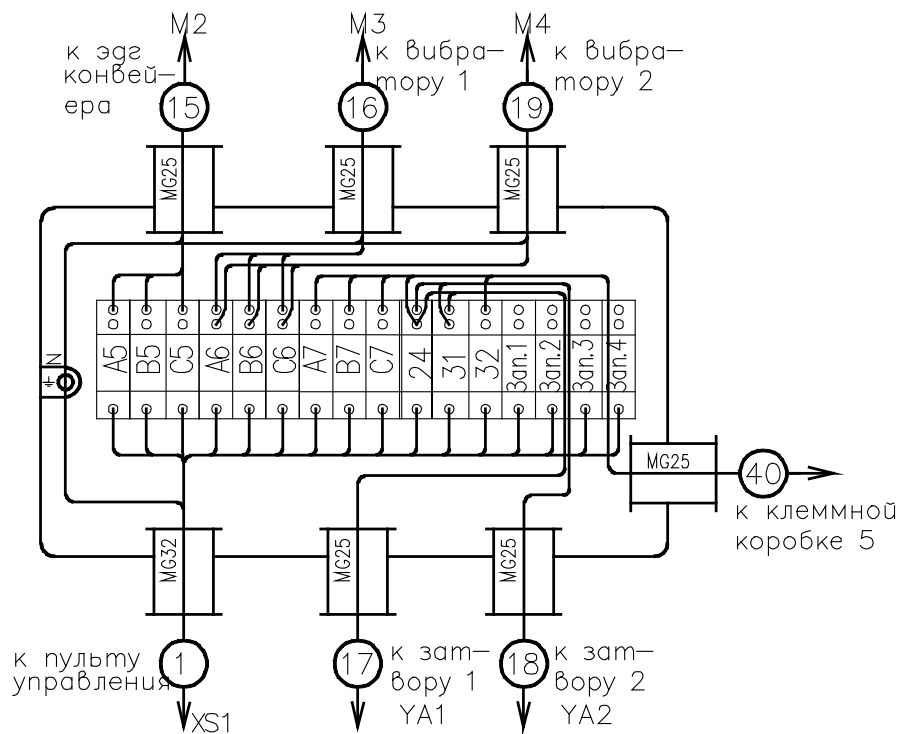 M2
к эдг
конвей-
ера
15
M3
к вибра-
тору 1
16
M4
к вибра-
тору 2
19
MG25
MG25
MG25
N
A5
B5
C5
A6
B6
C6
A7
B7
C7
24
31
32
Зап.1
Зап.2
Зап.3
Зап.4
MG25
40
к клеммной
коробке 5
MG32
MG25
MG25
к пульту
управления
1
XS1
17
к зат-
вору 1
YA1
18
к зат-
вору 2
YA2